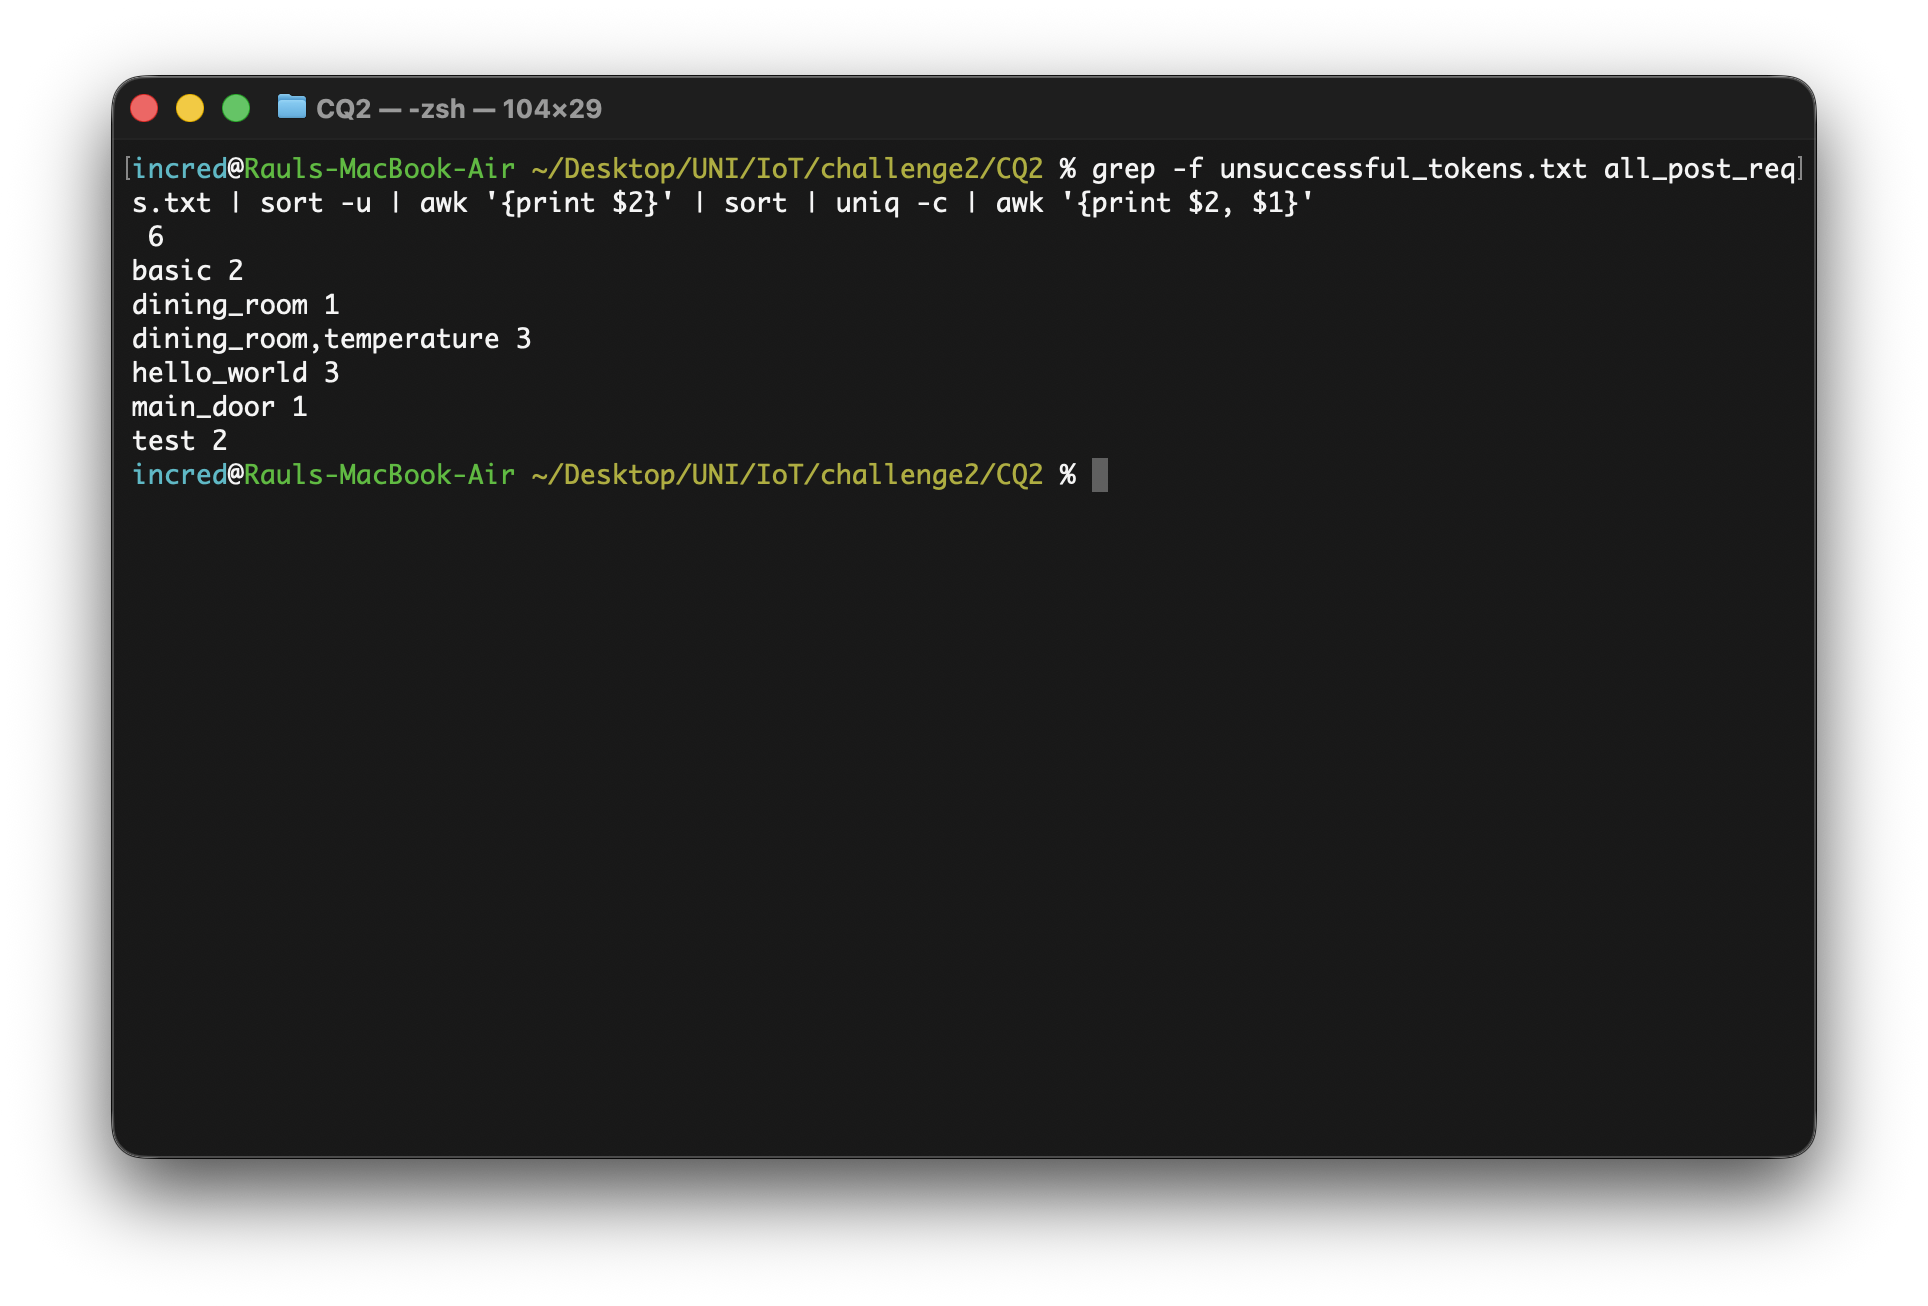 CQ2 — -zsh — 104×29
[incred@Rauls-MacBook-Air ~/Desktop/UNI/IoT/challenge2/CQ2 % grep -f unsuccessful_tokens.txt all_post_req]
s.txt | sort -u | awk '{print $2}' | sort | uniq -c | awk '{print $2, $1}'
 6
basic 2
dining_room 1
dining_room,temperature 3
hello_world 3
main_door 1
test 2
incred@Rauls-MacBook-Air ~/Desktop/UNI/IoT/challenge2/CQ2 %